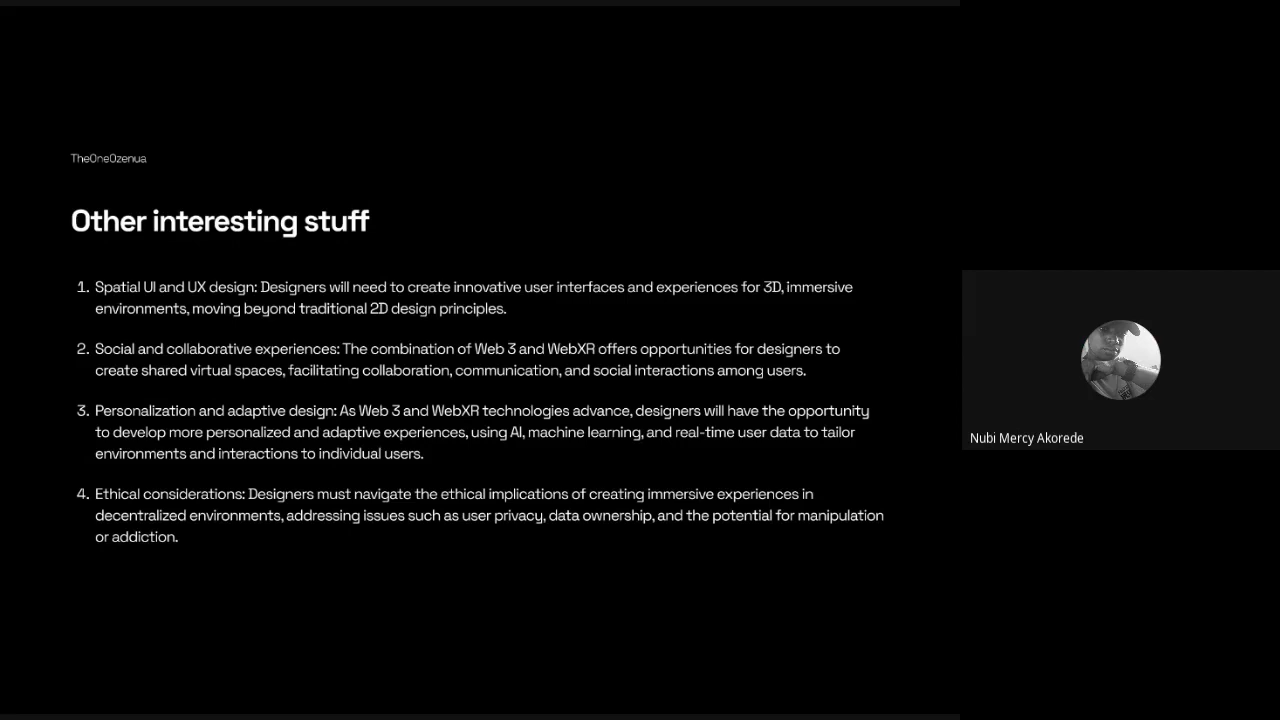 TheOneOzenua
Other interesting stuff
1. Spatial UI and UX design: Designers will need to create innovative user interfaces and experiences for 3D, immersive
environments, moving beyond traditional 2D design principles.
2. Social and collaborative experiences: The combination of Web 3 and WebXR offers opportunities for designers to
create shared virtual spaces, facilitating collaboration, communication, and social interactions among users.
3. Personalization and adaptive design: As Web 3 and WebXR technologies advance, designers will have the opportunity
to develop more personalized and adaptive experiences, using AI, machine learning, and real-time user data to tailor
environments and interactions to individual users.
4. Ethical considerations: Designers must navigate the ethical implications of creating immersive experiences in
decentralized environments, addressing issues such as user privacy, data ownership, and the potential for manipulation
or addiction.
Nubi Mercy Akorede